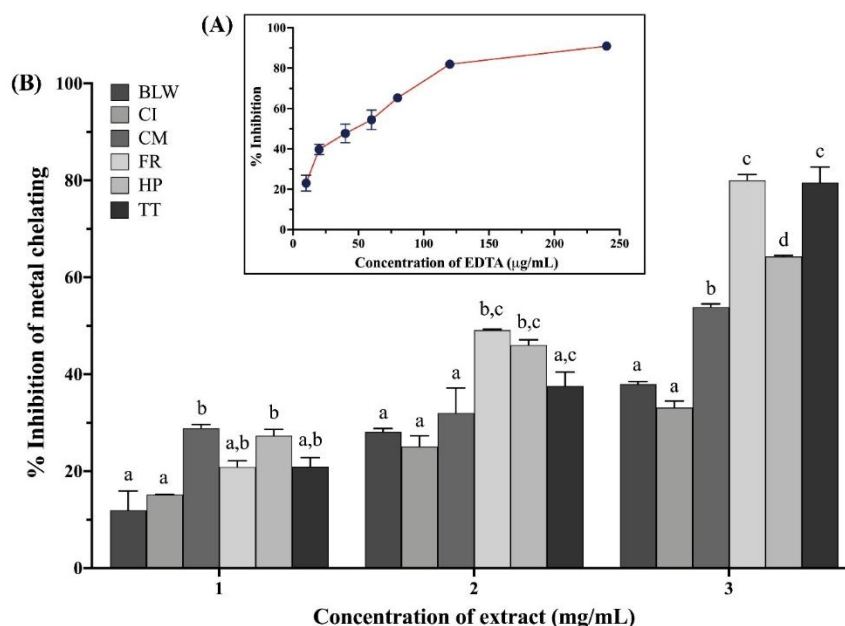 (A)
100
80
60
40
20
0
% Inhibition
0 50 100 150 200 250
Concentration of EDTA (μg/mL)
(B)
BLW
CI
CM
FR
HP
TT
100
80
60
40
20
0
% Inhibition of metal chelating
a a b a,b b a,b
a a a b,c b,c a,c
a a b c d c
1 2 3
Concentration of extract (mg/mL)